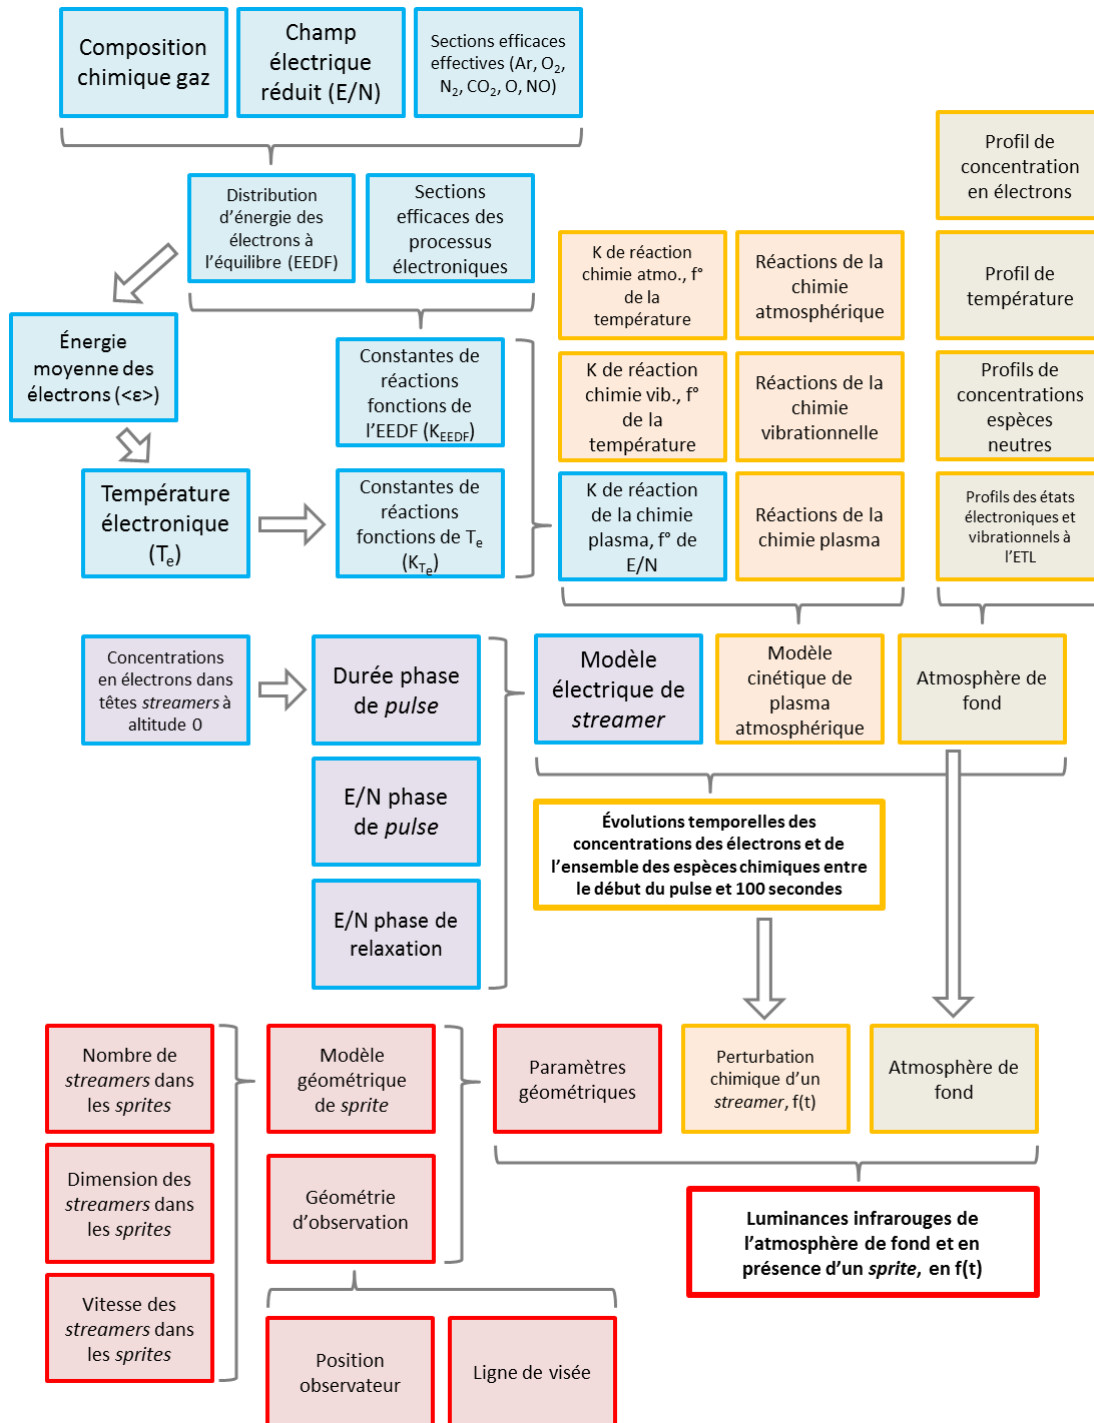 Composition
chimique gaz
Champ
électrique
réduit (E/N)
Sections efficaces
effectives (Ar, O₂,
N₂, CO₂, O, NO)
Distribution
d'énergie des
électrons à
l'équilibre (EEDF)
Sections
efficaces des
processus
électroniques
Profil de
concentration
en électrons
K de réaction
chimie atmo., f°
de la
température
Réactions de la
chimie
atmosphérique
Profil de
température
Énergie
moyenne des
électrons (<ε>)
Constantes de
réactions
fonctions de
l'EEDF (K_EEDF)
K de réaction
chimie vib., f°
de la
température
Réactions de la
chimie
vibrationnelle
Profils de
concentrations
espèces
neutres
Température
électronique
(Tₑ)
Constantes de
réactions
fonctions de Tₑ
(K_Tₑ)
K de réaction
de la chimie
plasma, f° de
E/N
Réactions de la
chimie plasma
Profils des états
électroniques et
vibrationnels à
l'ETL
Concentrations
en électrons dans
têtes streamers à
altitude 0
Durée phase
de pulse
Modèle
électrique de
streamer
Modèle
cinétique de
plasma
atmosphérique
Atmosphère de
fond
E/N phase
de pulse
Évolutions temporelles des
concentrations des électrons et de
l'ensemble des espèces chimiques entre
le début du pulse et 100 secondes
E/N phase de
relaxation
Nombre de
streamers dans
les sprites
Modèle
géométrique
de sprite
Paramètres
géométriques
Perturbation
chimique d'un
streamer, f(t)
Atmosphère de
fond
Dimension des
streamers dans
les sprites
Géométrie
d'observation
Luminances infrarouges de
l'atmosphère de fond et en
présence d'un sprite, en f(t)
Vitesse des
streamers dans
les sprites
Position
observateur
Ligne de visée